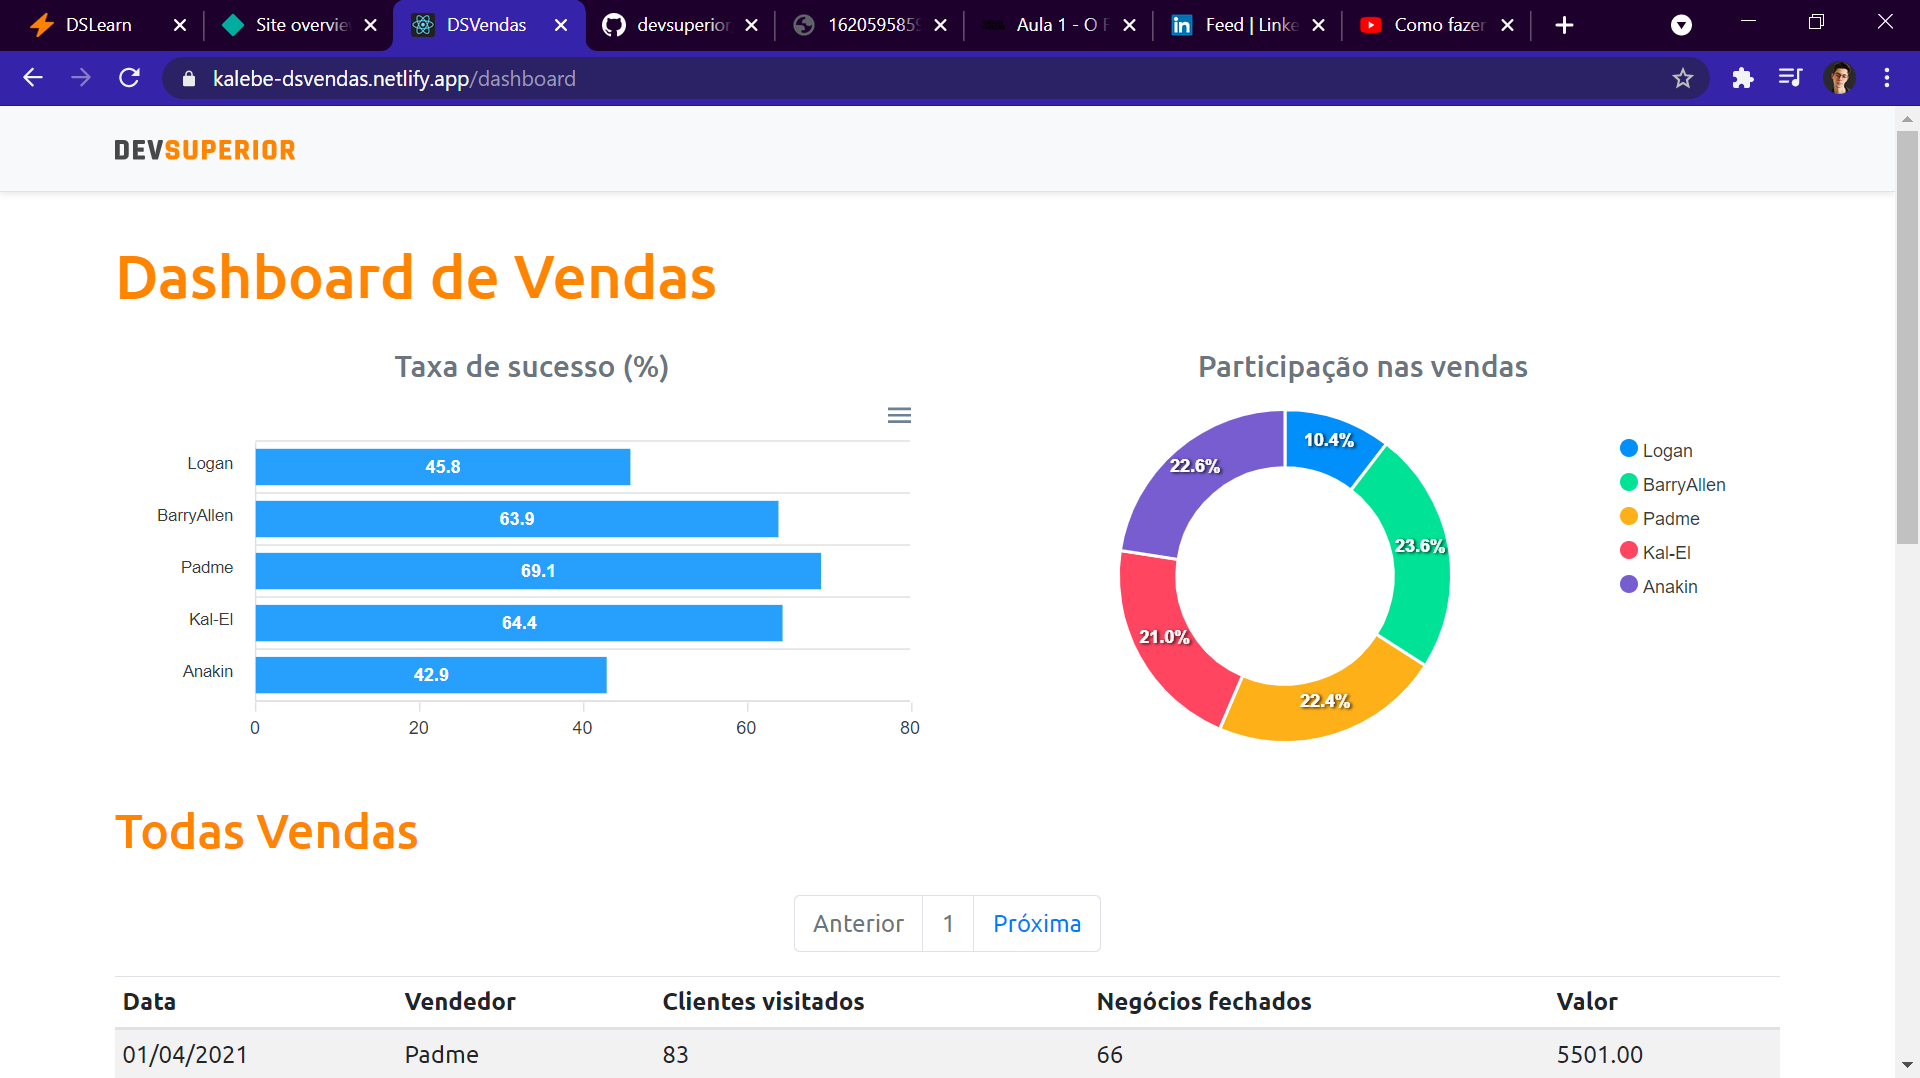 DSLearn
Site overvie
DSVendas
devsuperior
1620595859
Aula 1 - O F
Feed | Linke
Como fazer
kalebe-dsvendas.netlify.app/dashboard
DEVSUPERIOR
Dashboard de Vendas
Taxa de sucesso (%)
Logan
45.8
BarryAllen
63.9
Padme
69.1
Kal-El
64.4
Anakin
42.9
0 20 40 60 80
Participação nas vendas
10.4%
23.6%
22.4%
21.0%
22.6%
Logan
BarryAllen
Padme
Kal-El
Anakin
Todas Vendas
Anterior 1 Próxima
Data Vendedor Clientes visitados Negócios fechados Valor
01/04/2021 Padme 83 66 5501.00